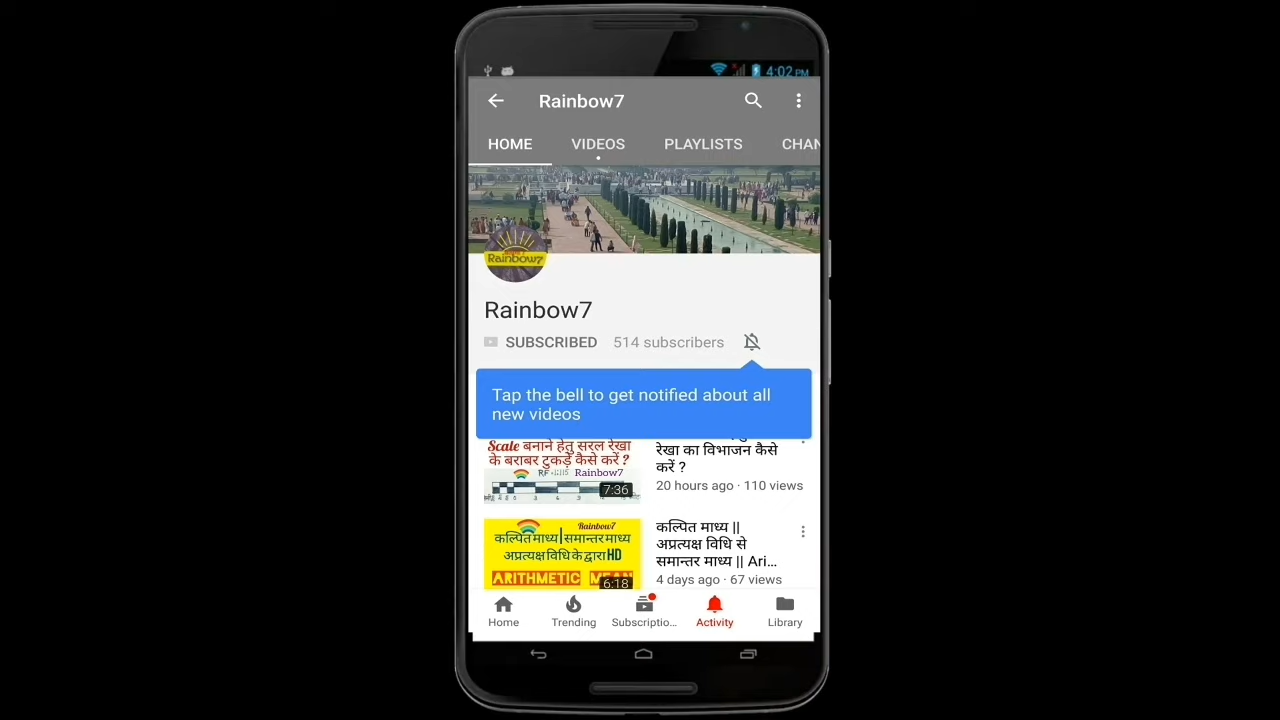 4:02 PM
Rainbow7
HOME VIDEOS PLAYLISTS CHAN
Rainbow7
Rainbow7
SUBSCRIBED 514 subscribers
Tap the bell to get notified about all
new videos
Scale बनाने हेतु सरल रेखा
के बराबर टुकड़े कैसे करें ?
Rainbow7
7:36
रेखा का विभाजन कैसे
करें ?
20 hours ago · 110 views
Rainbow7
कल्पित माध्य|समान्तर माध्य
अप्रत्यक्ष विधि के द्वारा HD
ARITHMETIC MEAN
6:18
कल्पित माध्य ||
अप्रत्यक्ष विधि से
समान्तर माध्य || Ari...
4 days ago · 67 views
Home Trending Subscriptio... Activity Library